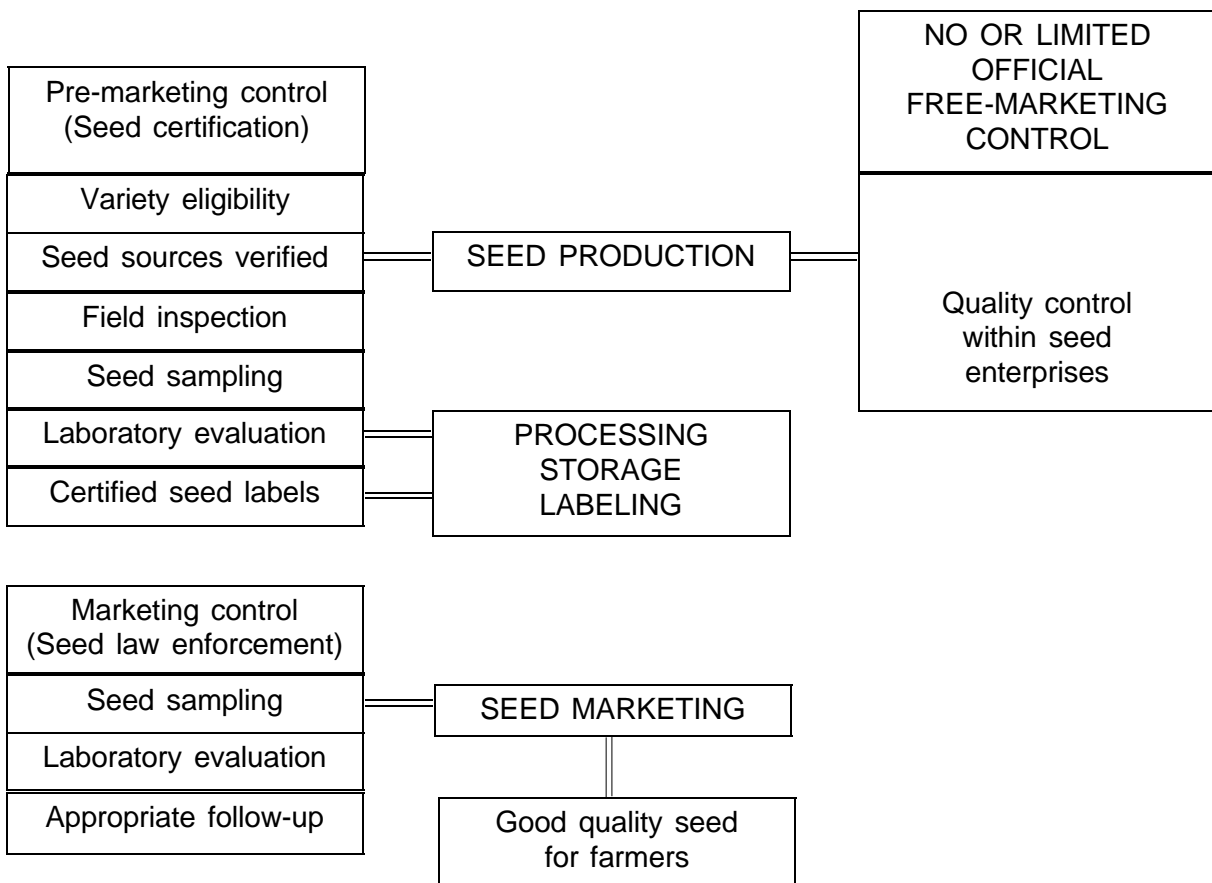 Pre-marketing control
(Seed certification)
Variety eligibility
Seed sources verified
Field inspection
Seed sampling
Laboratory evaluation
Certified seed labels
SEED PRODUCTION
PROCESSING
STORAGE
LABELING
NO OR LIMITED
OFFICIAL
FREE-MARKETING
CONTROL
Quality control
within seed
enterprises
Marketing control
(Seed law enforcement)
Seed sampling
Laboratory evaluation
Appropriate follow-up
SEED MARKETING
Good quality seed
for farmers